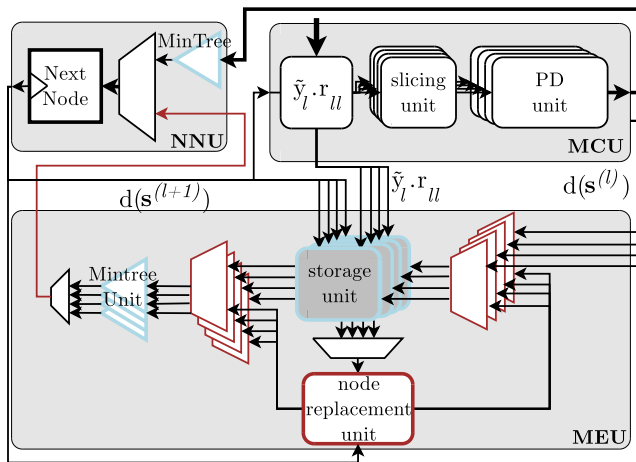 MinTree
Next
Node
NNU
ỹ_l.r_ll
slicing
unit
PD
unit
MCU
d(s^(l+1))
ỹ_l.r_ll
d(s^(l))
Mintree
Unit
storage
unit
node
replacement
unit
MEU